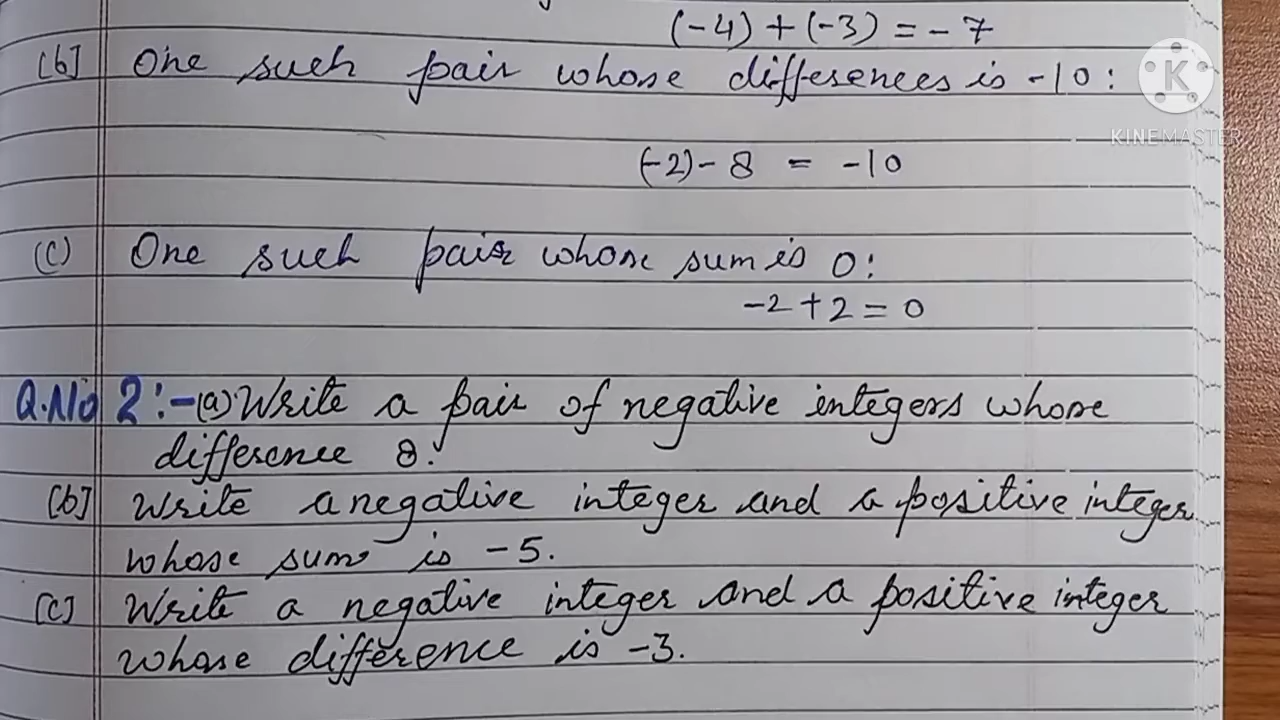 (-4) + (-3) = -7
(b) One such pair whose differences is -10:
(-2) - 8 = -10
(c) One such pair whose sum is 0:
-2 + 2 = 0
Q.No 2:- (a) Write a pair of negative integers whose
difference 8.
(b) Write a negative integer and a positive integer
whose sum is -5.
(c) Write a negative integer and a positive integer
whose difference is -3.
K
KINEMASTER